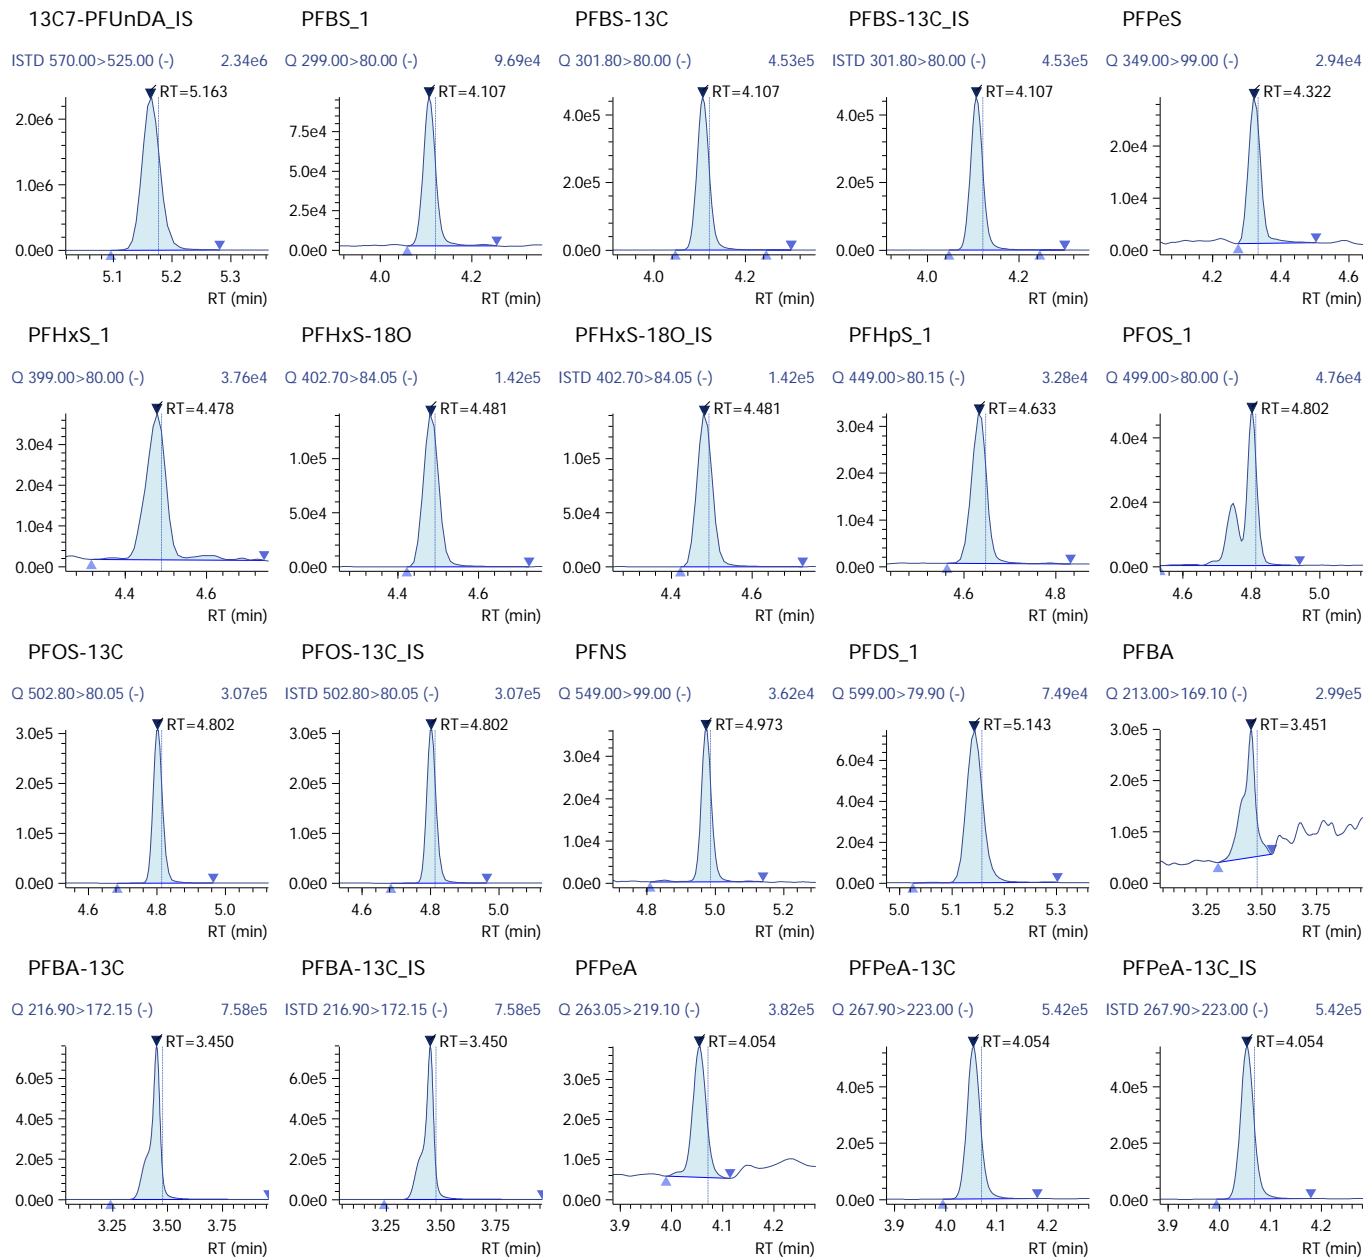 13C7-PFUnDA_IS
ISTD 570.00>525.00 (-) 2.34e6
RT=5.163
2.0e6
1.0e6
0.0e0
5.1 5.2 5.3
RT (min)
PFBS_1
Q 299.00>80.00 (-) 9.69e4
RT=4.107
7.5e4
5.0e4
2.5e4
0.0e0
4.0 4.2
RT (min)
PFBS-13C
Q 301.80>80.00 (-) 4.53e5
RT=4.107
4.0e5
2.0e5
0.0e0
4.0 4.2
RT (min)
PFBS-13C_IS
ISTD 301.80>80.00 (-) 4.53e5
RT=4.107
4.0e5
2.0e5
0.0e0
4.0 4.2
RT (min)
PFPeS
Q 349.00>99.00 (-) 2.94e4
RT=4.322
2.0e4
1.0e4
0.0e0
4.2 4.4 4.6
RT (min)
PFHxS_1
Q 399.00>80.00 (-) 3.76e4
RT=4.478
3.0e4
2.0e4
1.0e4
0.0e0
4.4 4.6
RT (min)
PFHxS-18O
Q 402.70>84.05 (-) 1.42e5
RT=4.481
1.0e5
5.0e4
0.0e0
4.4 4.6
RT (min)
PFHxS-18O_IS
ISTD 402.70>84.05 (-) 1.42e5
RT=4.481
1.0e5
5.0e4
0.0e0
4.4 4.6
RT (min)
PFHpS_1
Q 449.00>80.15 (-) 3.28e4
RT=4.633
3.0e4
2.0e4
1.0e4
0.0e0
4.6 4.8
RT (min)
PFOS_1
Q 499.00>80.00 (-) 4.76e4
RT=4.802
4.0e4
2.0e4
0.0e0
4.6 4.8 5.0
RT (min)
PFOS-13C
Q 502.80>80.05 (-) 3.07e5
RT=4.802
3.0e5
2.0e5
1.0e5
0.0e0
4.6 4.8 5.0
RT (min)
PFOS-13C_IS
ISTD 502.80>80.05 (-) 3.07e5
RT=4.802
3.0e5
2.0e5
1.0e5
0.0e0
4.6 4.8 5.0
RT (min)
PFNS
Q 549.00>99.00 (-) 3.62e4
RT=4.973
3.0e4
2.0e4
1.0e4
0.0e0
4.8 5.0 5.2
RT (min)
PFDS_1
Q 599.00>79.90 (-) 7.49e4
RT=5.143
6.0e4
4.0e4
2.0e4
0.0e0
5.0 5.1 5.2 5.3
RT (min)
PFBA
Q 213.00>169.10 (-) 2.99e5
RT=3.451
3.0e5
2.0e5
1.0e5
0.0e0
3.25 3.50 3.75
RT (min)
PFBA-13C
Q 216.90>172.15 (-) 7.58e5
RT=3.450
6.0e5
4.0e5
2.0e5
0.0e0
3.25 3.50 3.75
RT (min)
PFBA-13C_IS
ISTD 216.90>172.15 (-) 7.58e5
RT=3.450
6.0e5
4.0e5
2.0e5
0.0e0
3.25 3.50 3.75
RT (min)
PFPeA
Q 263.05>219.10 (-) 3.82e5
RT=4.054
3.0e5
2.0e5
1.0e5
0.0e0
3.9 4.0 4.1 4.2
RT (min)
PFPeA-13C
Q 267.90>223.00 (-) 5.42e5
RT=4.054
4.0e5
2.0e5
0.0e0
3.9 4.0 4.1 4.2
RT (min)
PFPeA-13C_IS
ISTD 267.90>223.00 (-) 5.42e5
RT=4.054
4.0e5
2.0e5
0.0e0
3.9 4.0 4.1 4.2
RT (min)